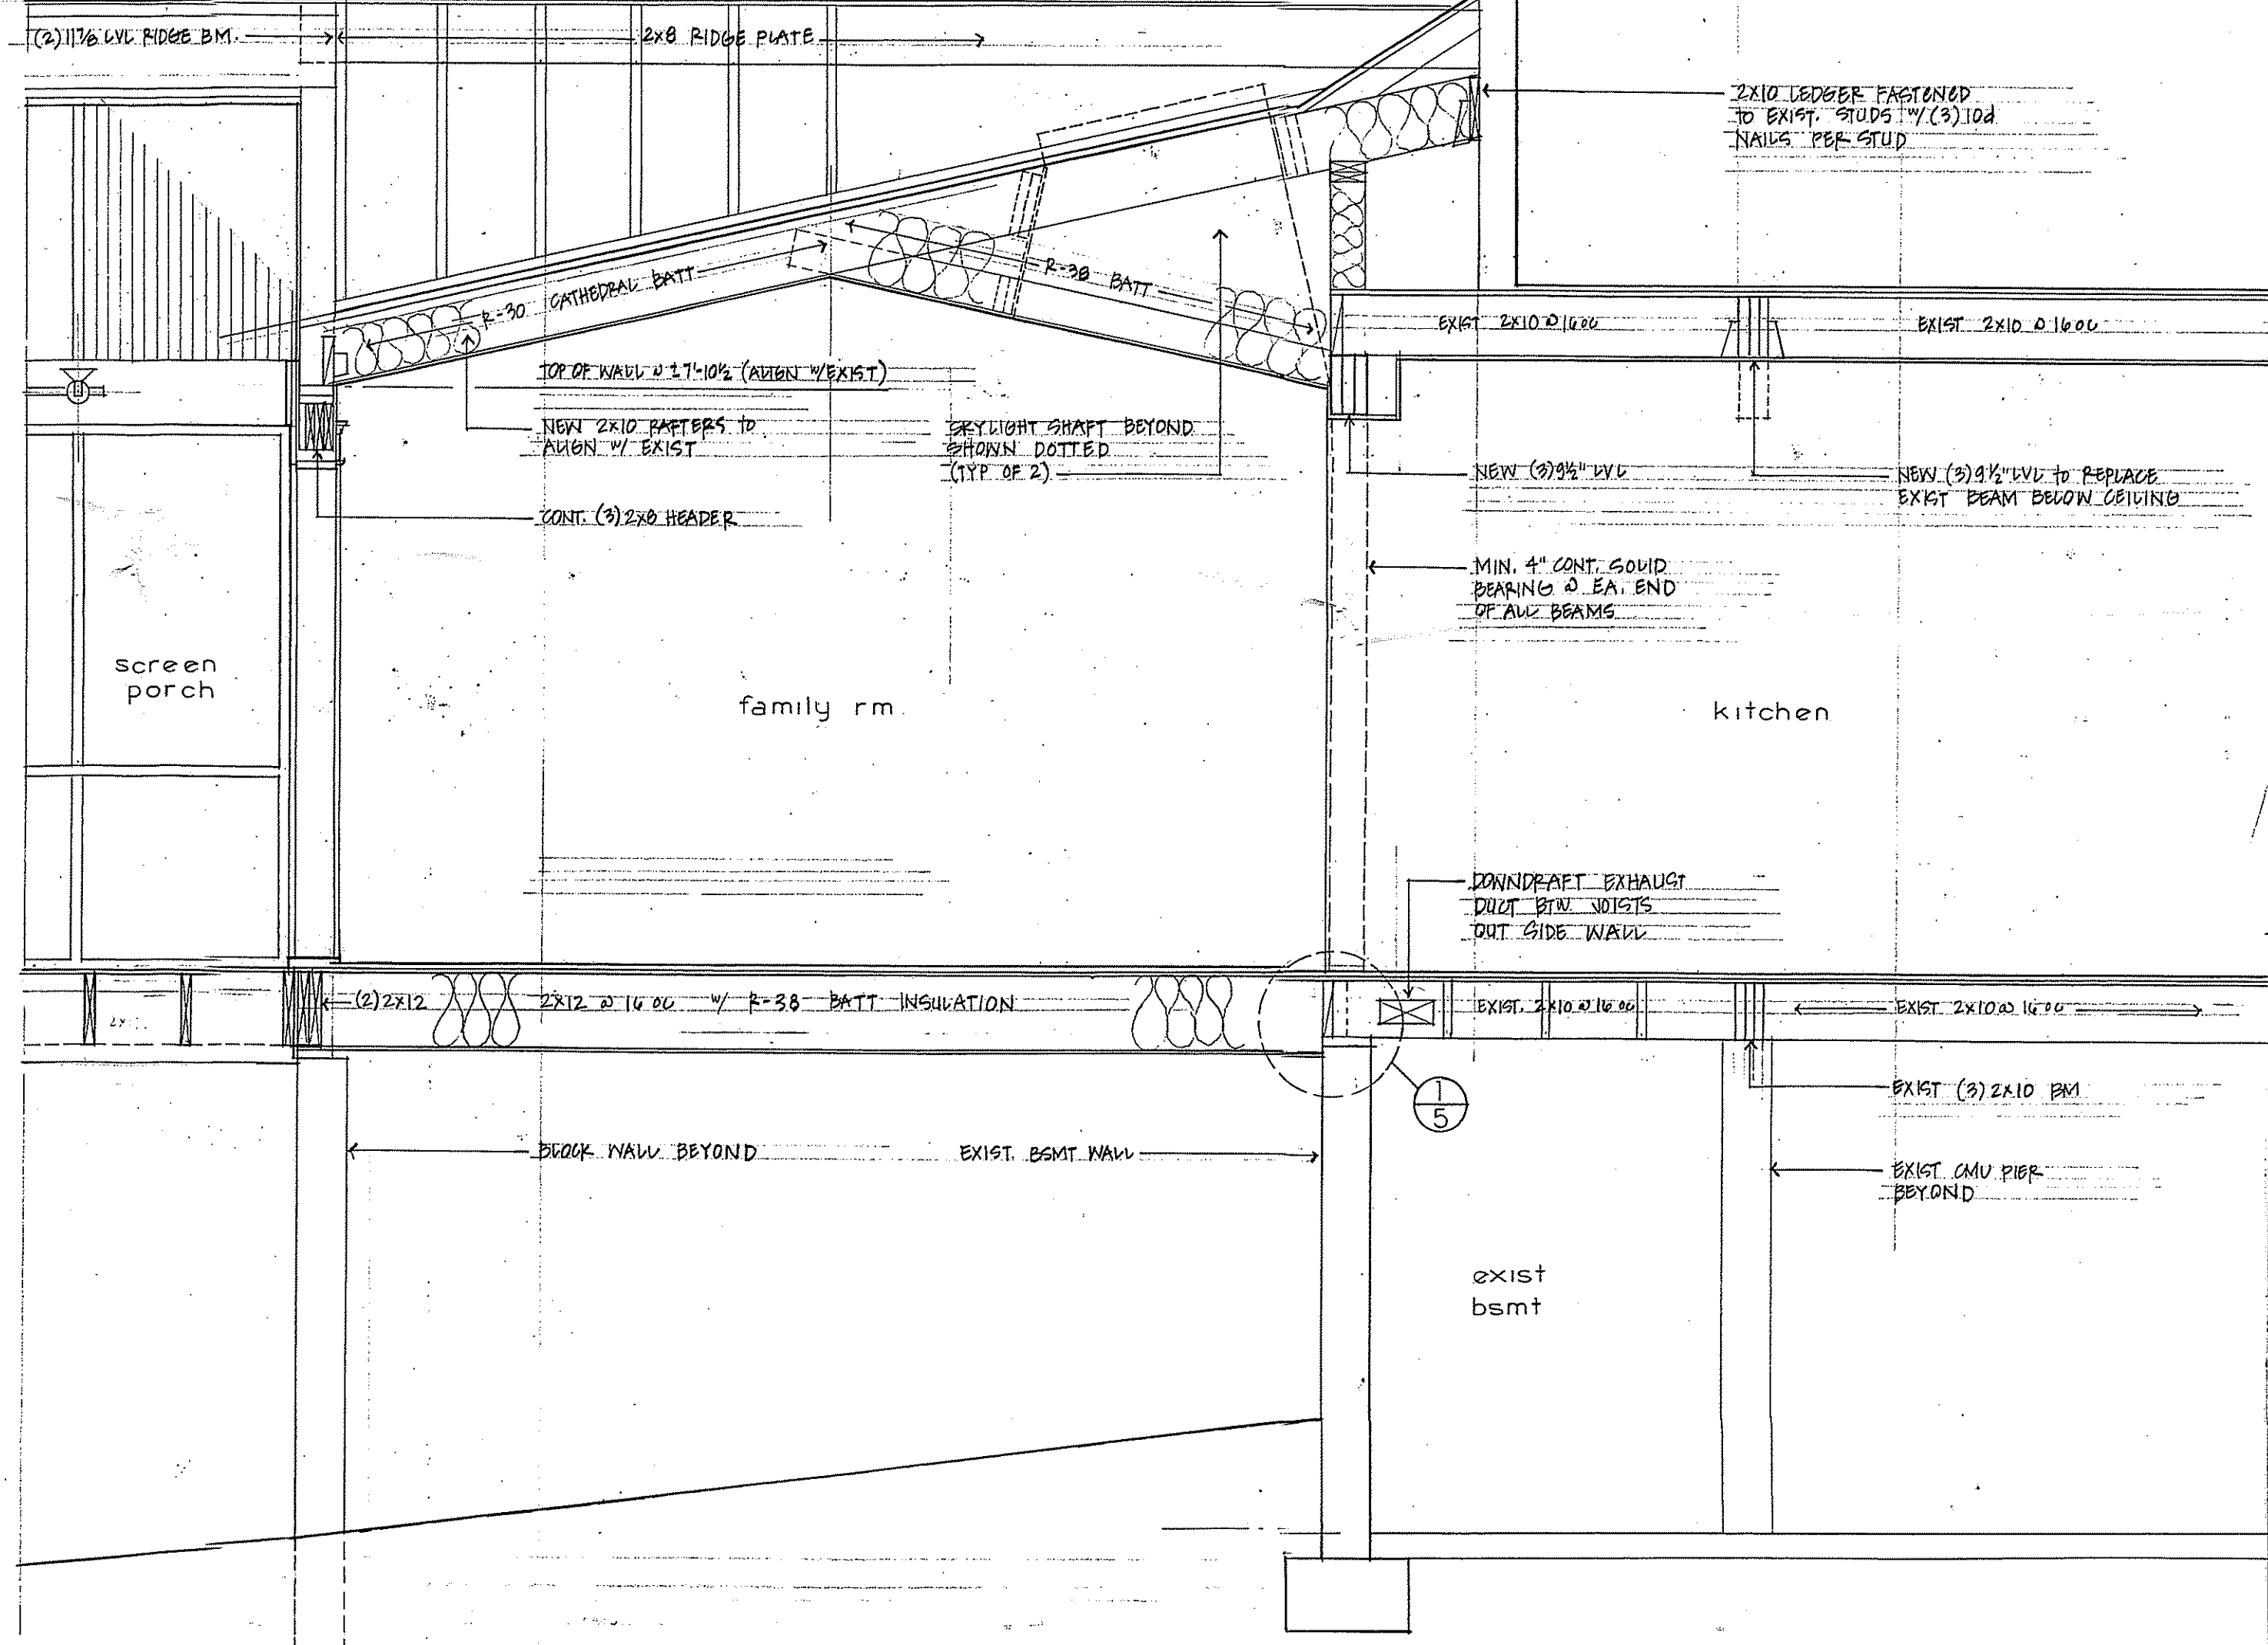 (2) 11 7/8 LVL RIDGE BM.
2x8 RIDGE PLATE
2X10 LEDGER FASTENED
to EXIST. STUDS w/ (3) 10d
NAILS PER STUD
R-30 CATHEDRAL BATT
R-38 BATT
EXIST 2X10 @ 16 OC
EXIST 2X10 @ 16 OC
TOP OF WALL @ ± 7'-10½ (ALIGN W/EXIST)
NEW 2X10 RAFTERS to
ALIGN w/ EXIST
SKYLIGHT SHAFT BEYOND
SHOWN DOTTED
(TYP OF 2)
NEW (3) 9½" LVL
NEW (3) 9½" LVL to REPLACE
EXIST BEAM BELOW CEILING
CONT. (3) 2x8 HEADER
MIN. 4" CONT. SOLID
BEARING @ EA. END
OF ALL BEAMS
screen
porch
family rm.
kitchen
DOWNDRAFT EXHAUST
DUCT BTW. JOISTS
OUT SIDE WALL
(2) 2X12
2X12 @ 16 OC w/ R-38 BATT INSULATION
EXIST. 2X10 @ 16 OC
EXIST 2X10 @ 16 OC
1
5
EXIST (3) 2X10 BM
BLOCK WALL BEYOND
EXIST. BSMT WALL
EXIST CMU PIER
BEYOND
exist
bsmt